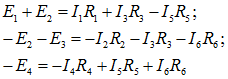 E₁ + E₂ = I₁R₁ + I₃R₃ − I₅R₅;
−E₂ − E₃ = −I₂R₂ − I₃R₃ − I₆R₆;
−E₄ = −I₄R₄ + I₅R₅ + I₆R₆